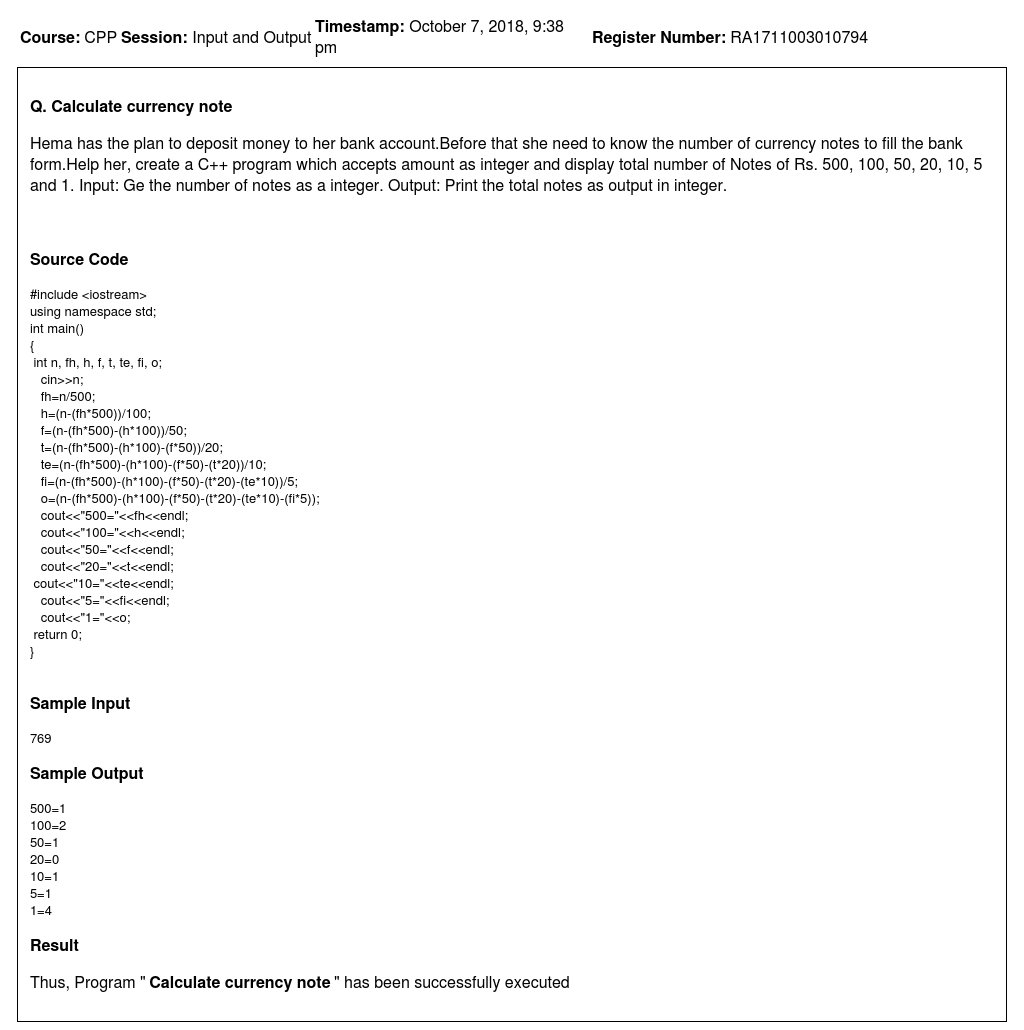 Course: CPP Session: Input and Output Timestamp: October 7, 2018, 9:38 pm Register Number: RA1711003010794
Q. Calculate currency note
Hema has the plan to deposit money to her bank account.Before that she need to know the number of currency notes to fill the bank
form.Help her, create a C++ program which accepts amount as integer and display total number of Notes of Rs. 500, 100, 50, 20, 10, 5
and 1. Input: Ge the number of notes as a integer. Output: Print the total notes as output in integer.
Source Code
#include <iostream>
using namespace std;
int main()
{
int n, fh, h, f, t, te, fi, o;
cin>>n;
fh=n/500;
h=(n-(fh*500))/100;
f=(n-(fh*500)-(h*100))/50;
t=(n-(fh*500)-(h*100)-(f*50))/20;
te=(n-(fh*500)-(h*100)-(f*50)-(t*20))/10;
fi=(n-(fh*500)-(h*100)-(f*50)-(t*20)-(te*10))/5;
o=(n-(fh*500)-(h*100)-(f*50)-(t*20)-(te*10)-(fi*5));
cout<<"500="<<fh<<endl;
cout<<"100="<<h<<endl;
cout<<"50="<<f<<endl;
cout<<"20="<<t<<endl;
cout<<"10="<<te<<endl;
cout<<"5="<<fi<<endl;
cout<<"1="<<o;
return 0;
}
Sample Input
769
Sample Output
500=1
100=2
50=1
20=0
10=1
5=1
1=4
Result
Thus, Program " Calculate currency note " has been successfully executed